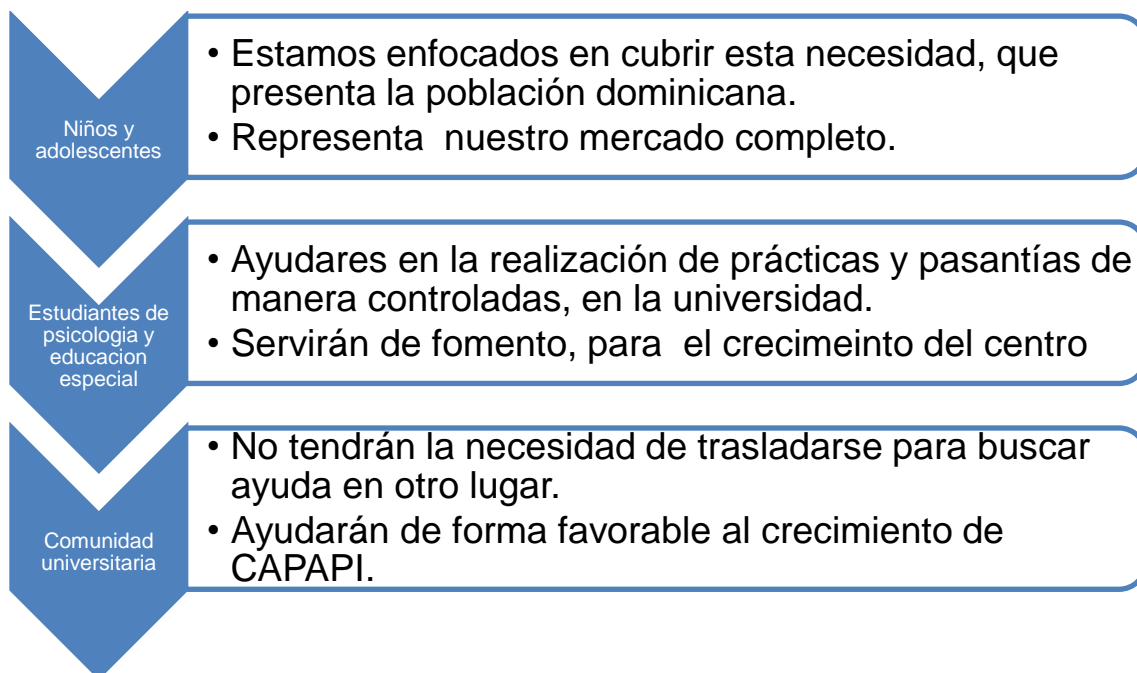 Niños y
adolescentes
• Estamos enfocados en cubrir esta necesidad, que
presenta la población dominicana.
• Representa  nuestro mercado completo.
Estudiantes de
psicologia y
educacion
especial
• Ayudares en la realización de prácticas y pasantías de
manera controladas, en la universidad.
• Servirán de fomento, para  el crecimeinto del centro
Comunidad
universitaria
• No tendrán la necesidad de trasladarse para buscar
ayuda en otro lugar.
• Ayudarán de forma favorable al crecimiento de
CAPAPI.